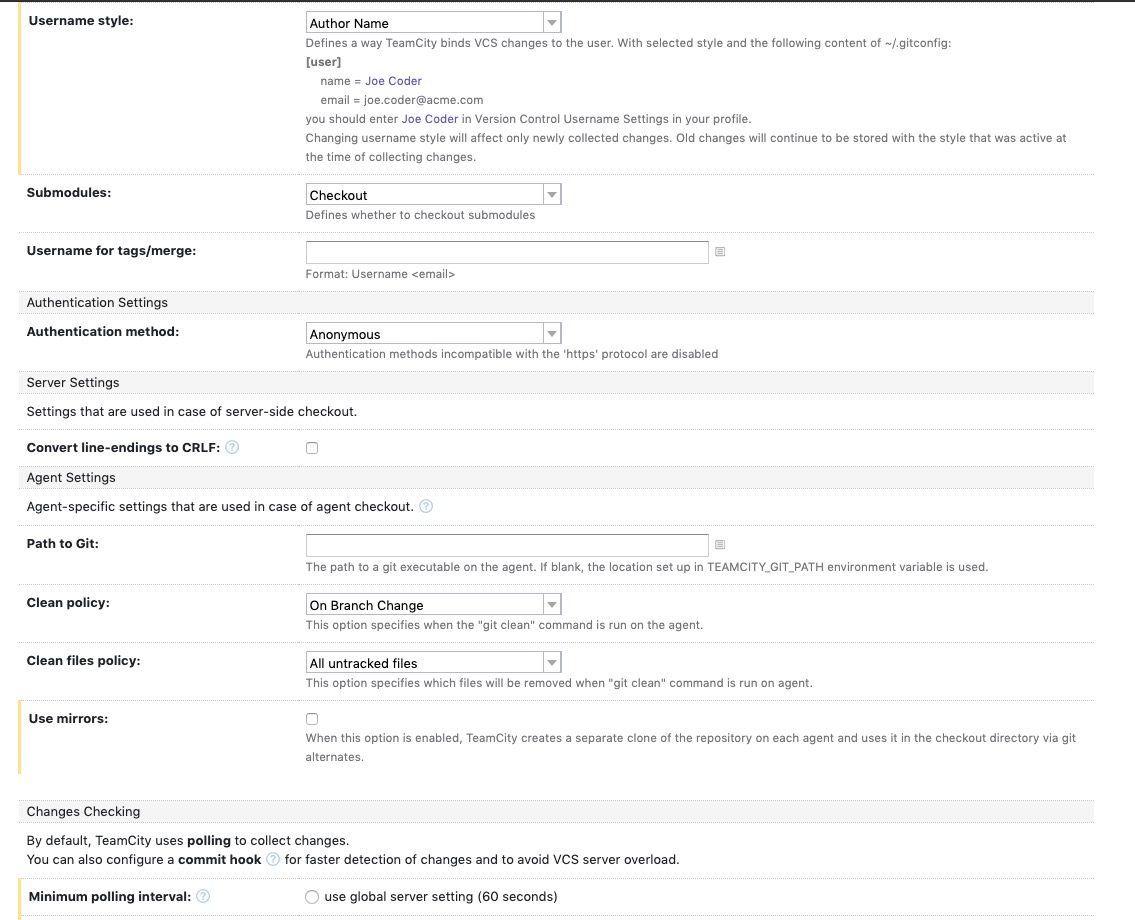 Username style:
Author Name
Defines a way TeamCity binds VCS changes to the user. With selected style and the following content of ~/.gitconfig:
[user]
name = Joe Coder
email = joe.coder@acme.com
you should enter Joe Coder in Version Control Username Settings in your profile.
Changing username style will affect only newly collected changes. Old changes will continue to be stored with the style that was active at
the time of collecting changes.
Submodules:
Checkout
Defines whether to checkout submodules
Username for tags/merge:
Format: Username <email>
Authentication Settings
Authentication method:
Anonymous
Authentication methods incompatible with the 'https' protocol are disabled
Server Settings
Settings that are used in case of server-side checkout.
Convert line-endings to CRLF: ?
Agent Settings
Agent-specific settings that are used in case of agent checkout. ?
Path to Git:
The path to a git executable on the agent. If blank, the location set up in TEAMCITY_GIT_PATH environment variable is used.
Clean policy:
On Branch Change
This option specifies when the "git clean" command is run on the agent.
Clean files policy:
All untracked files
This option specifies which files will be removed when "git clean" command is run on agent.
Use mirrors:
When this option is enabled, TeamCity creates a separate clone of the repository on each agent and uses it in the checkout directory via git
alternates.
Changes Checking
By default, TeamCity uses polling to collect changes.
You can also configure a commit hook ? for faster detection of changes and to avoid VCS server overload.
Minimum polling interval: ?
use global server setting (60 seconds)